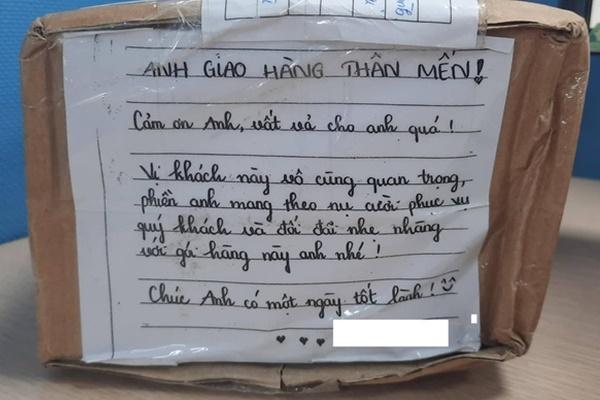 ANH GIAO HÀNG THÂN MẾN!
Cảm ơn Anh, vất vả cho anh quá !
Vị khách này vô cùng quan trọng,
phiền anh mang theo nụ cười phục vụ
quý khách và đối đãi nhẹ nhàng
với gá hàng này anh nhé !
Chúc Anh có một ngày tốt lành !